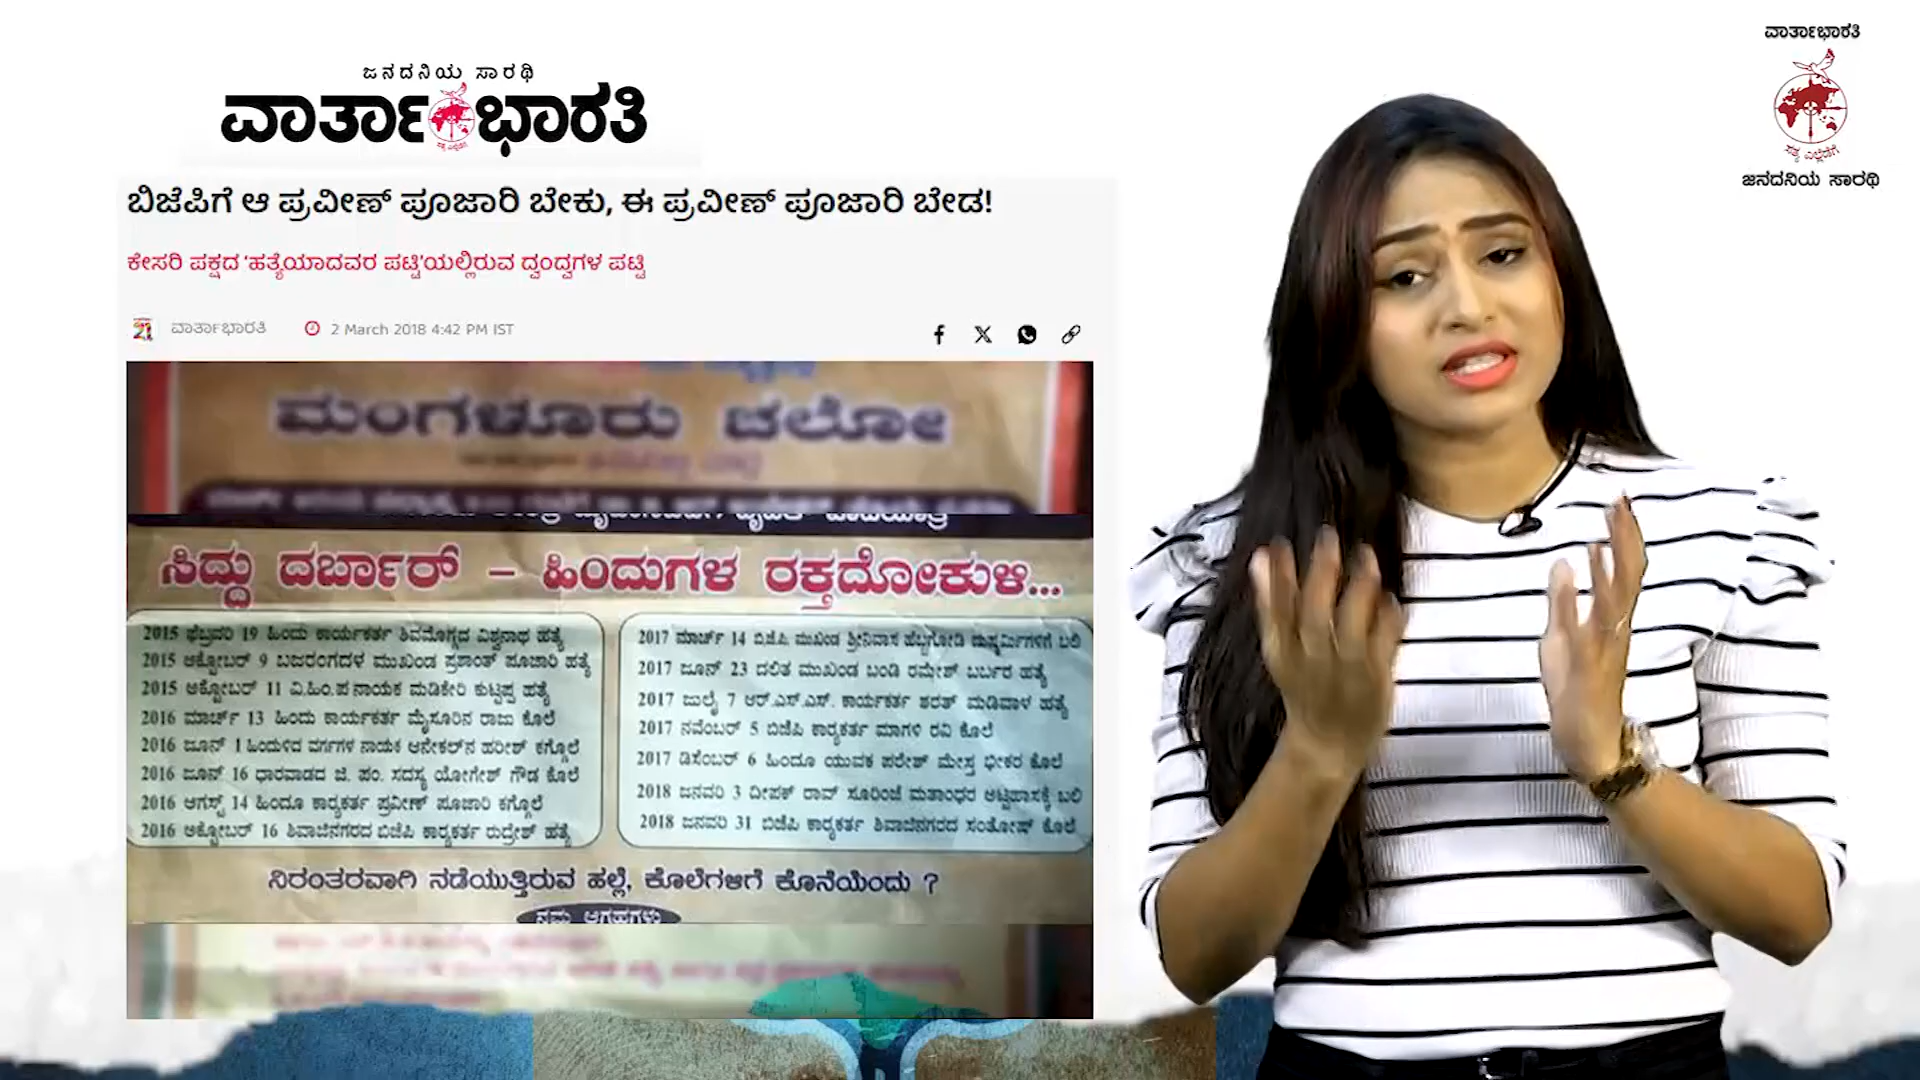 ಜನದನಿಯ ಸಾರಥಿ
ವಾರ್ತಾಭಾರತಿ
ಬಿಜೆಪಿಗೆ ಆ ಪ್ರವೀಣ್ ಪೂಜಾರಿ ಬೇಕು, ಈ ಪ್ರವೀಣ್ ಪೂಜಾರಿ ಬೇಡ!
ಕೇಸರಿ ಪಕ್ಷದ ‘ಹತ್ಯೆಯಾದವರ ಪಟ್ಟಿ’ಯಲ್ಲಿರುವ ದ್ವಂದ್ವಗಳ ಪಟ್ಟಿ
ವಾರ್ತಾಭಾರತಿ 2 March 2018 4:42 PM IST
ಮಂಗಳೂರು ಚಲೋ
ಸಿದ್ದು ದರ್ಬಾರ್ – ಹಿಂದುಗಳ ರಕ್ತದೋಕುಳಿ...
2015 ಫೆಬ್ರವರಿ 19 ಹಿಂದು ಕಾರ್ಯಕರ್ತ ಶಿವಮೊಗ್ಗದ ವಿಶ್ವನಾಥ ಹತ್ಯೆ
2015 ಅಕ್ಟೋಬರ್ 9 ಬಜರಂಗದಳ ಮುಖಂಡ ಪ್ರಶಾಂತ್ ಪೂಜಾರಿ ಹತ್ಯೆ
2015 ಅಕ್ಟೋಬರ್ 11 ವಿ.ಹಿಂ.ಪ ನಾಯಕ ಮಡಿಕೇರಿ ಕುಟ್ಟಪ್ಪ ಹತ್ಯೆ
2016 ಮಾರ್ಚ್ 13 ಹಿಂದು ಕಾರ್ಯಕರ್ತ ಮೈಸೂರಿನ ರಾಜು ಕೊಲೆ
2016 ಜೂನ್ 1 ಹಿಂದುಳಿದ ವರ್ಗಗಳ ನಾಯಕ ಆನೇಕಲ್‌ನ ಹರೀಶ್ ಕಗ್ಗೊಲೆ
2016 ಜೂನ್ 16 ಧಾರವಾಡದ ಜಿ. ಪಂ. ಸದಸ್ಯ ಯೋಗೇಶ್ ಗೌಡ ಕೊಲೆ
2016 ಆಗಸ್ಟ್ 14 ಹಿಂದೂ ಕಾರ್‍ಯಕರ್ತ ಪ್ರವೀಣ್ ಪೂಜಾರಿ ಕಗ್ಗೊಲೆ
2016 ಅಕ್ಟೋಬರ್ 16 ಶಿವಾಜಿನಗರದ ಬಿಜೆಪಿ ಕಾರ್‍ಯಕರ್ತ ರುದ್ರೇಶ್ ಹತ್ಯೆ
2017 ಮಾರ್ಚ್ 14 ಬಿ.ಜೆ.ಪಿ. ಮುಖಂಡ ಶ್ರೀನಿವಾಸ ಹೆಬ್ಬಗೋಡಿ ದುಷ್ಕರ್ಮಿಗಳಿಗೆ ಬಲಿ
2017 ಜೂನ್ 23 ದಲಿತ ಮುಖಂಡ ಬಂಡಿ ರಮೇಶ್ ಬರ್ಬರ ಹತ್ಯೆ
2017 ಜುಲೈ 7 ಆರ್.ಎಸ್.ಎಸ್. ಕಾರ್ಯಕರ್ತ ಶರತ್ ಮಡಿವಾಳ ಹತ್ಯೆ
2017 ನವೆಂಬರ್ 5 ಬಿಜೆಪಿ ಕಾರ್‍ಯಕರ್ತ ಮಾಗಳಿ ರವಿ ಕೊಲೆ
2017 ಡಿಸೆಂಬರ್ 6 ಹಿಂದೂ ಯುವಕ ಪರೇಶ್ ಮೇಸ್ತ ಭೀಕರ ಕೊಲೆ
2018 ಜನವರಿ 3 ದೀಪಕ್ ರಾವ್ ಸೂರಿಂಜೆ ಮತಾಂಧರ ಅಟ್ಟಹಾಸಕ್ಕೆ ಬಲಿ
2018 ಜನವರಿ 31 ಬಿಜೆಪಿ ಕಾರ್‍ಯಕರ್ತ ಶಿವಾಜಿನಗರದ ಸಂತೋಷ್ ಕೊಲೆ
ನಿರಂತರವಾಗಿ ನಡೆಯುತ್ತಿರುವ ಹಲ್ಲೆ, ಕೊಲೆಗಳಿಗೆ ಕೊನೆಯೆಂದು ?
ವಾರ್ತಾಭಾರತಿ
ಸತ್ಯ ಎಲ್ಲೆಡೆಗೆ
ಜನದನಿಯ ಸಾರಥಿ